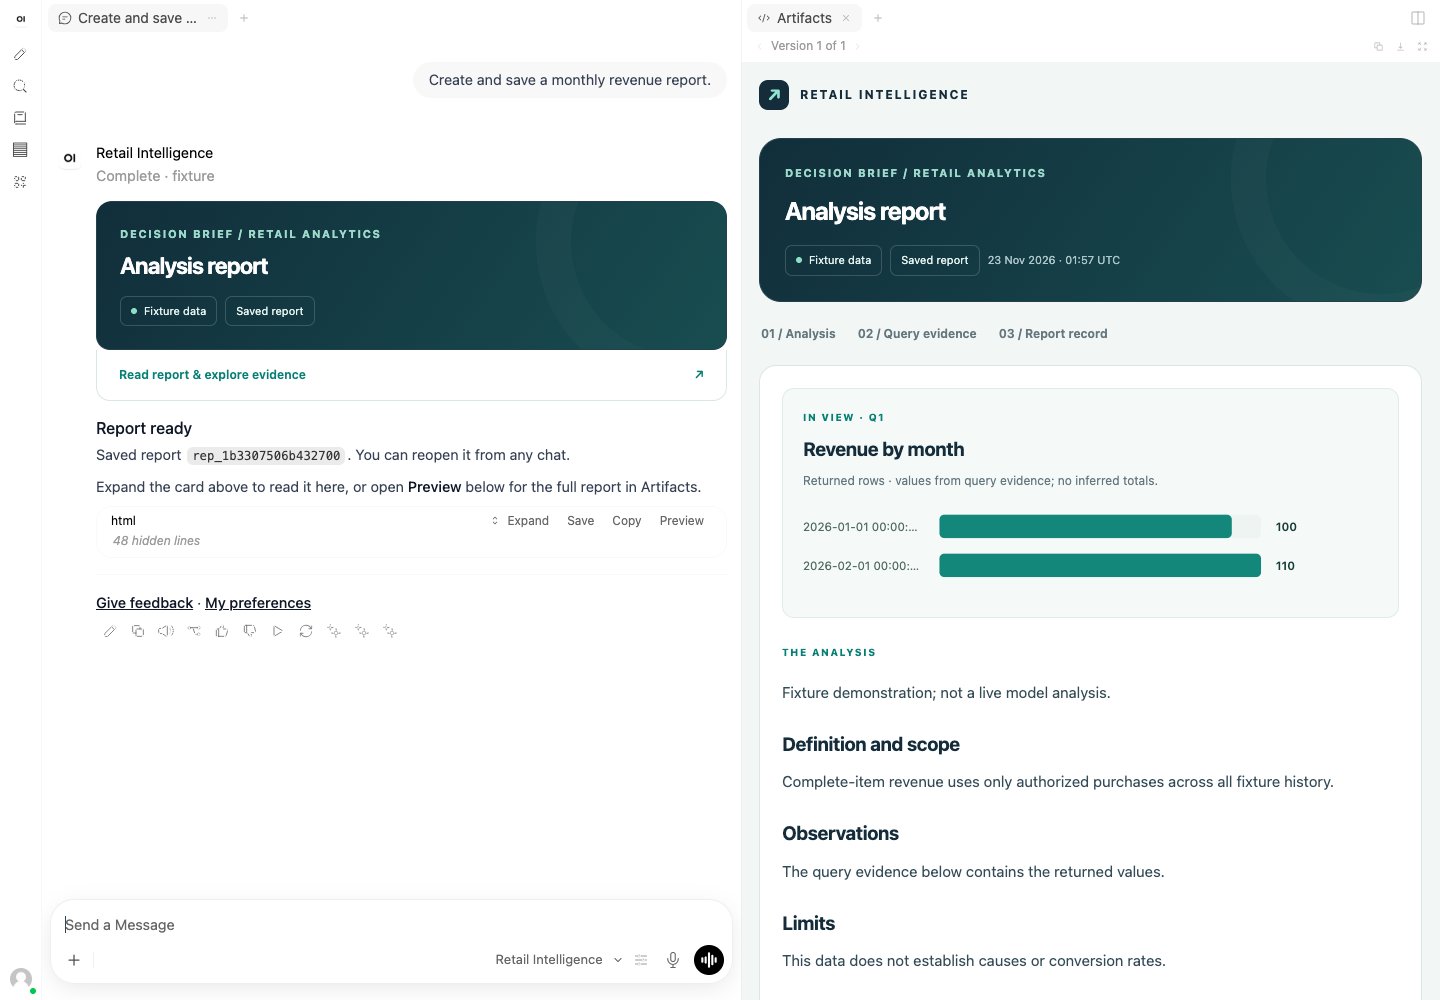 OI
Create and save ...
Create and save a monthly revenue report.
OI
Retail Intelligence
Complete · fixture
DECISION BRIEF / RETAIL ANALYTICS
Analysis report
Fixture data
Saved report
Read report & explore evidence
Report ready
Saved report rep_1b3307506b432700. You can reopen it from any chat.
Expand the card above to read it here, or open Preview below for the full report in Artifacts.
html
Expand Save Copy Preview
48 hidden lines
Give feedback · My preferences
Send a Message
Retail Intelligence
Artifacts
Version 1 of 1
RETAIL INTELLIGENCE
DECISION BRIEF / RETAIL ANALYTICS
Analysis report
Fixture data
Saved report
23 Nov 2026 · 01:57 UTC
01 / Analysis 02 / Query evidence 03 / Report record
IN VIEW · Q1
Revenue by month
Returned rows · values from query evidence; no inferred totals.
2026-01-01 00:00:... 100
2026-02-01 00:00:... 110
THE ANALYSIS
Fixture demonstration; not a live model analysis.
Definition and scope
Complete-item revenue uses only authorized purchases across all fixture history.
Observations
The query evidence below contains the returned values.
Limits
This data does not establish causes or conversion rates.